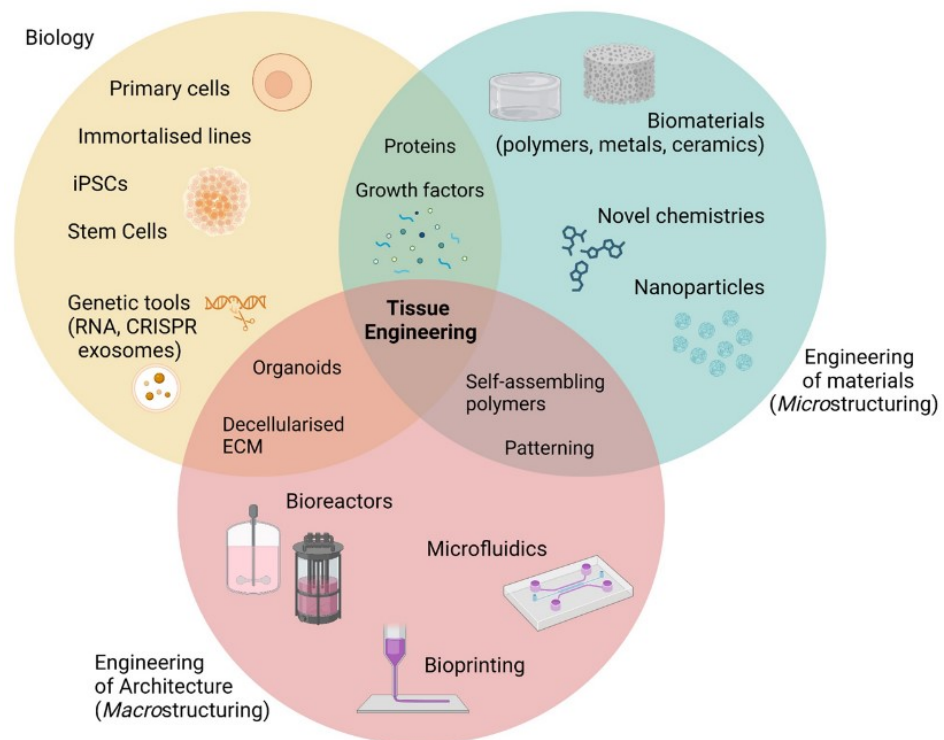 Biology
Primary cells
Immortalised lines
iPSCs
Stem Cells
Genetic tools
(RNA, CRISPR
exosomes)
Proteins
Growth factors
Biomaterials
(polymers, metals, ceramics)
Novel chemistries
Nanoparticles
Engineering
of materials
(Microstructuring)
Tissue
Engineering
Organoids
Decellularised
ECM
Self-assembling
polymers
Patterning
Bioreactors
Microfluidics
Bioprinting
Engineering
of Architecture
(Macrostructuring)